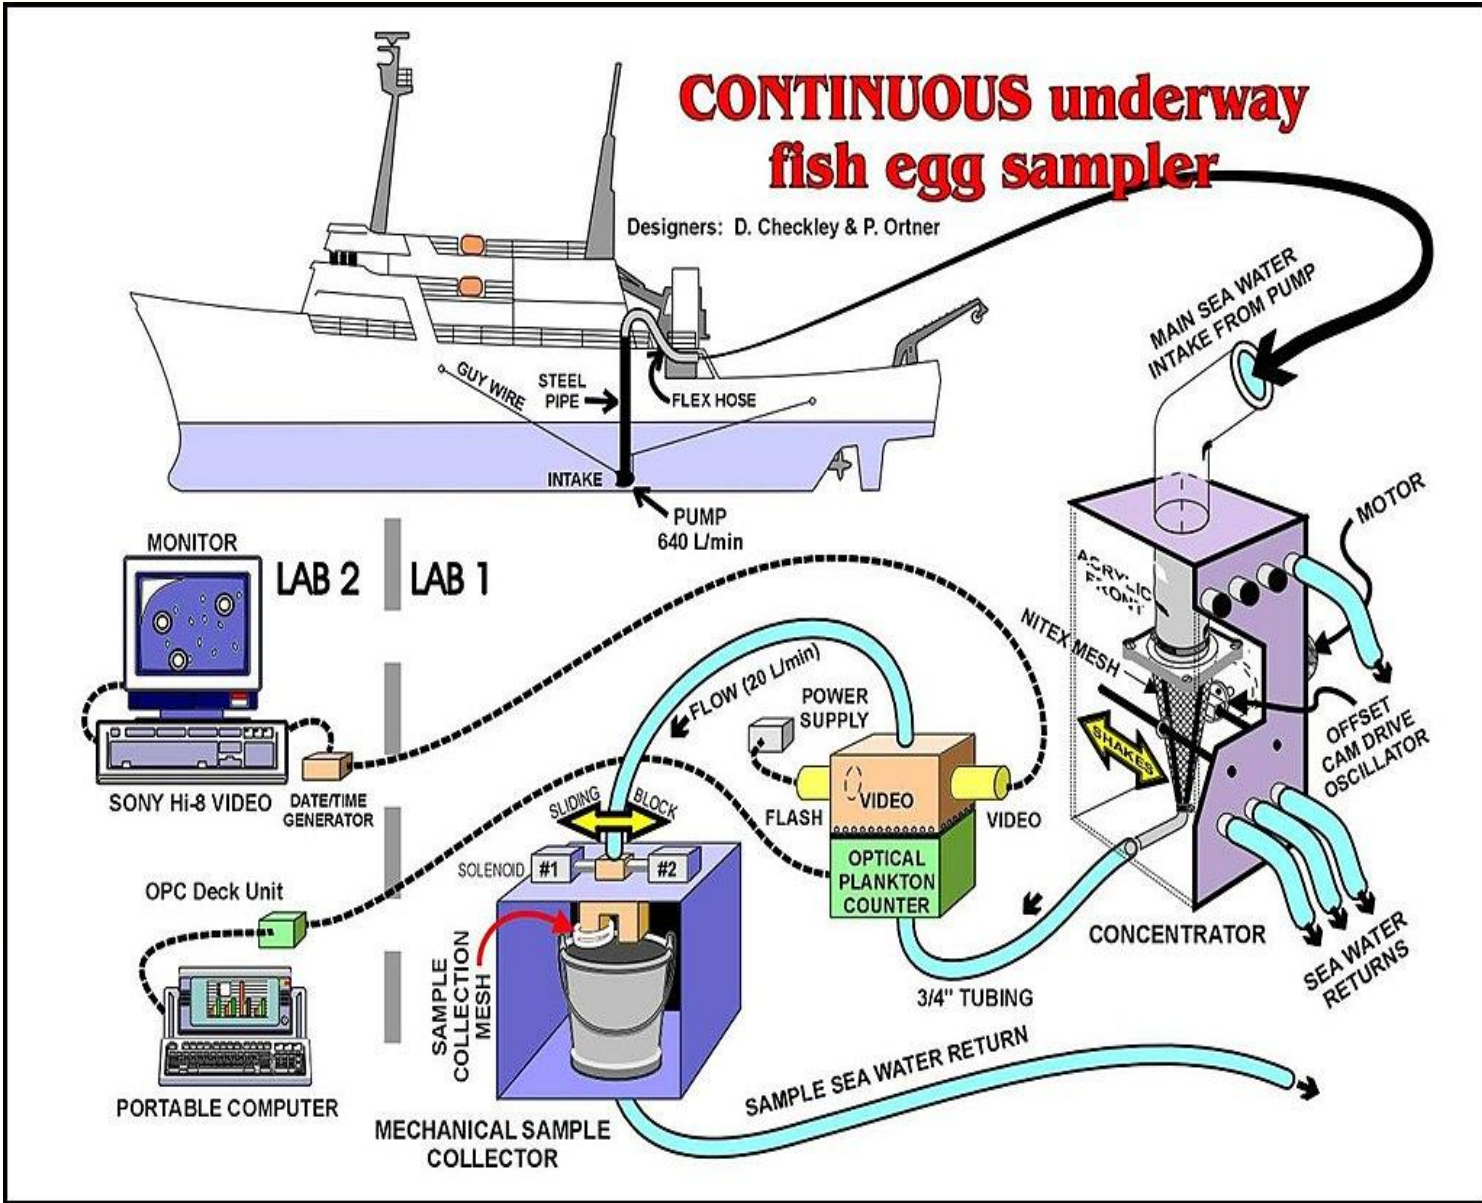 CONTINUOUS underway
fish egg sampler
Designers: D. Checkley & P. Ortner
MAIN SEA WATER
INTAKE FROM PUMP
GUY WIRE
STEEL
PIPE
FLEX HOSE
INTAKE
PUMP
640 L/min
MOTOR
MONITOR
LAB 2
LAB 1
ACRYLIC
FRONT
NITEX MESH
SHAKES
OFFSET
CAM DRIVE
OSCILLATOR
FLOW (20 L/min)
POWER
SUPPLY
FLASH
VIDEO
VIDEO
SONY Hi-8 VIDEO
DATE/TIME
GENERATOR
SLIDING
BLOCK
SOLENOID
#1
#2
OPTICAL
PLANKTON
COUNTER
OPC Deck Unit
CONCENTRATOR
SEA WATER
RETURNS
3/4" TUBING
SAMPLE
COLLECTION
MESH
SAMPLE SEA WATER RETURN
PORTABLE COMPUTER
MECHANICAL SAMPLE
COLLECTOR